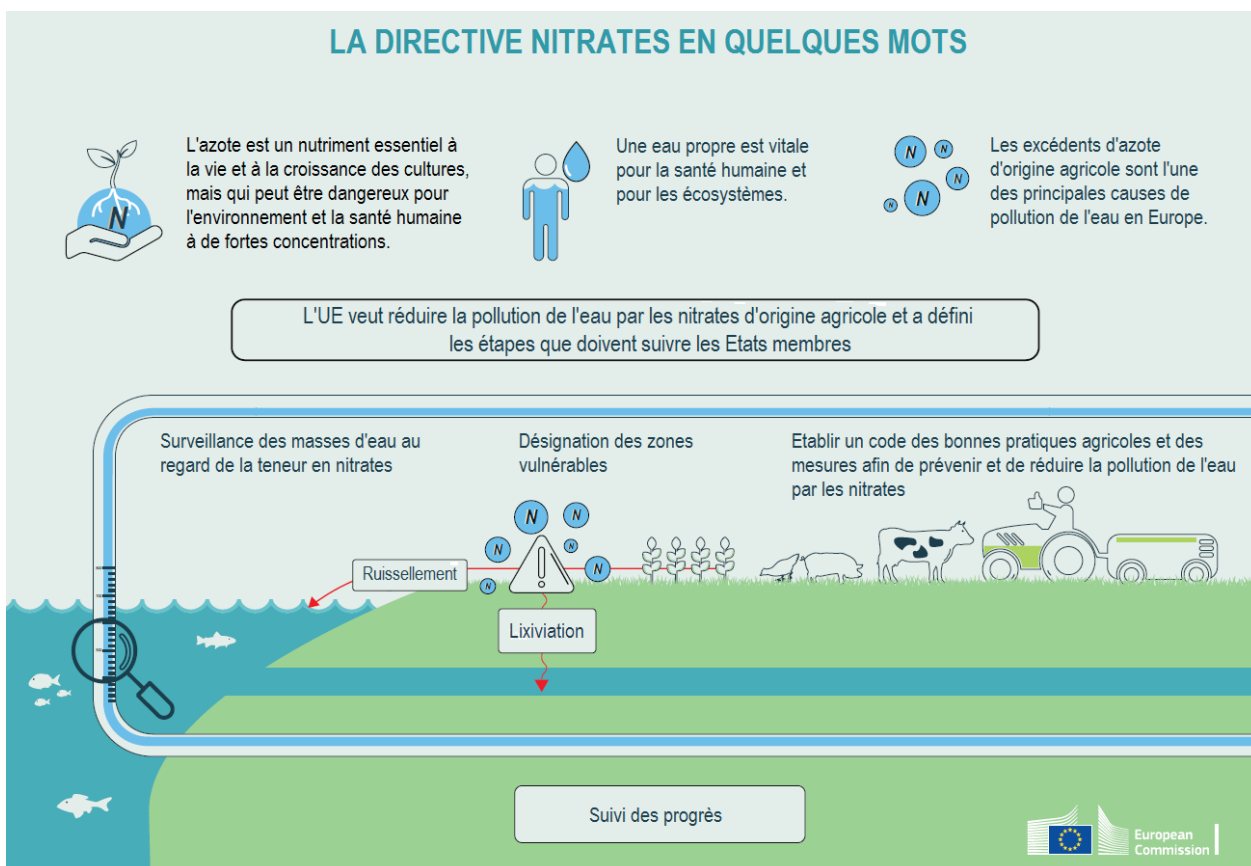 LA DIRECTIVE NITRATES EN QUELQUES MOTS
L'azote est un nutriment essentiel à
la vie et à la croissance des cultures,
mais qui peut être dangereux pour
l'environnement et la santé humaine
à de fortes concentrations.
Une eau propre est vitale
pour la santé humaine et
pour les écosystèmes.
Les excédents d'azote
d'origine agricole sont l'une
des principales causes de
pollution de l'eau en Europe.
N
N
N
N
N
N
N
L'UE veut réduire la pollution de l'eau par les nitrates d'origine agricole et a défini
les étapes que doivent suivre les Etats membres
Surveillance des masses d'eau au
regard de la teneur en nitrates
Désignation des zones
vulnérables
Etablir un code des bonnes pratiques agricoles et des
mesures afin de prévenir et de réduire la pollution de l'eau
par les nitrates
N
N
N
N
N
N
Ruissellement
Lixiviation
Suivi des progrès
European
Commission